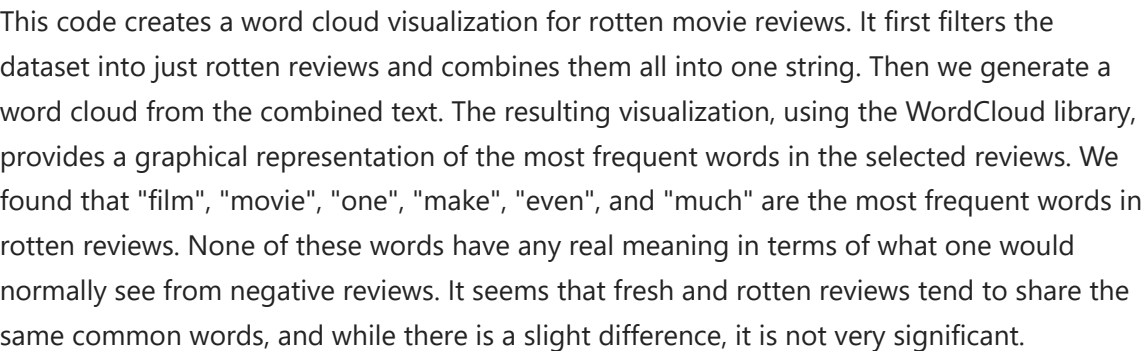 This code creates a word cloud visualization for rotten movie reviews. It first filters the
dataset into just rotten reviews and combines them all into one string. Then we generate a
word cloud from the combined text. The resulting visualization, using the WordCloud library,
provides a graphical representation of the most frequent words in the selected reviews. We
found that "film", "movie", "one", "make", "even", and "much" are the most frequent words in
rotten reviews. None of these words have any real meaning in terms of what one would
normally see from negative reviews. It seems that fresh and rotten reviews tend to share the
same common words, and while there is a slight difference, it is not very significant.